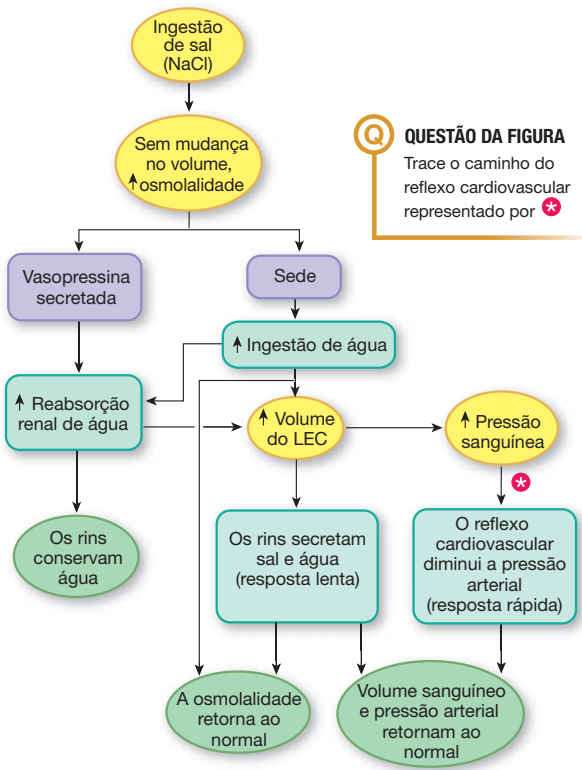 Ingestão
de sal
(NaCl)
Sem mudança
no volume,
↑ osmolalidade
Q QUESTÃO DA FIGURA
Trace o caminho do
reflexo cardiovascular
representado por *
Vasopressina
secretada
Sede
↑ Ingestão de água
↑ Reabsorção
renal de água
↑ Volume
do LEC
↑ Pressão
sanguínea
*
Os rins
conservam
água
Os rins secretam
sal e água
(resposta lenta)
O reflexo
cardiovascular
diminui a pressão
arterial
(resposta rápida)
A osmolalidade
retorna ao
normal
Volume sanguíneo
e pressão arterial
retornam ao
normal